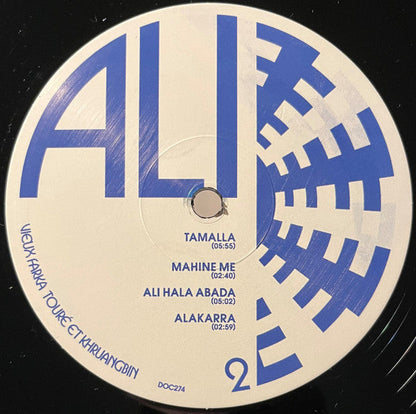 ALI
TAMALLA
(05:55)
MAHINE ME
(02:40)
ALI HALA ABADA
(05:02)
ALAKARRA
(02:59)
VIEUX FARKA TOURÉ ET KHRUANGBIN
DOC274
2